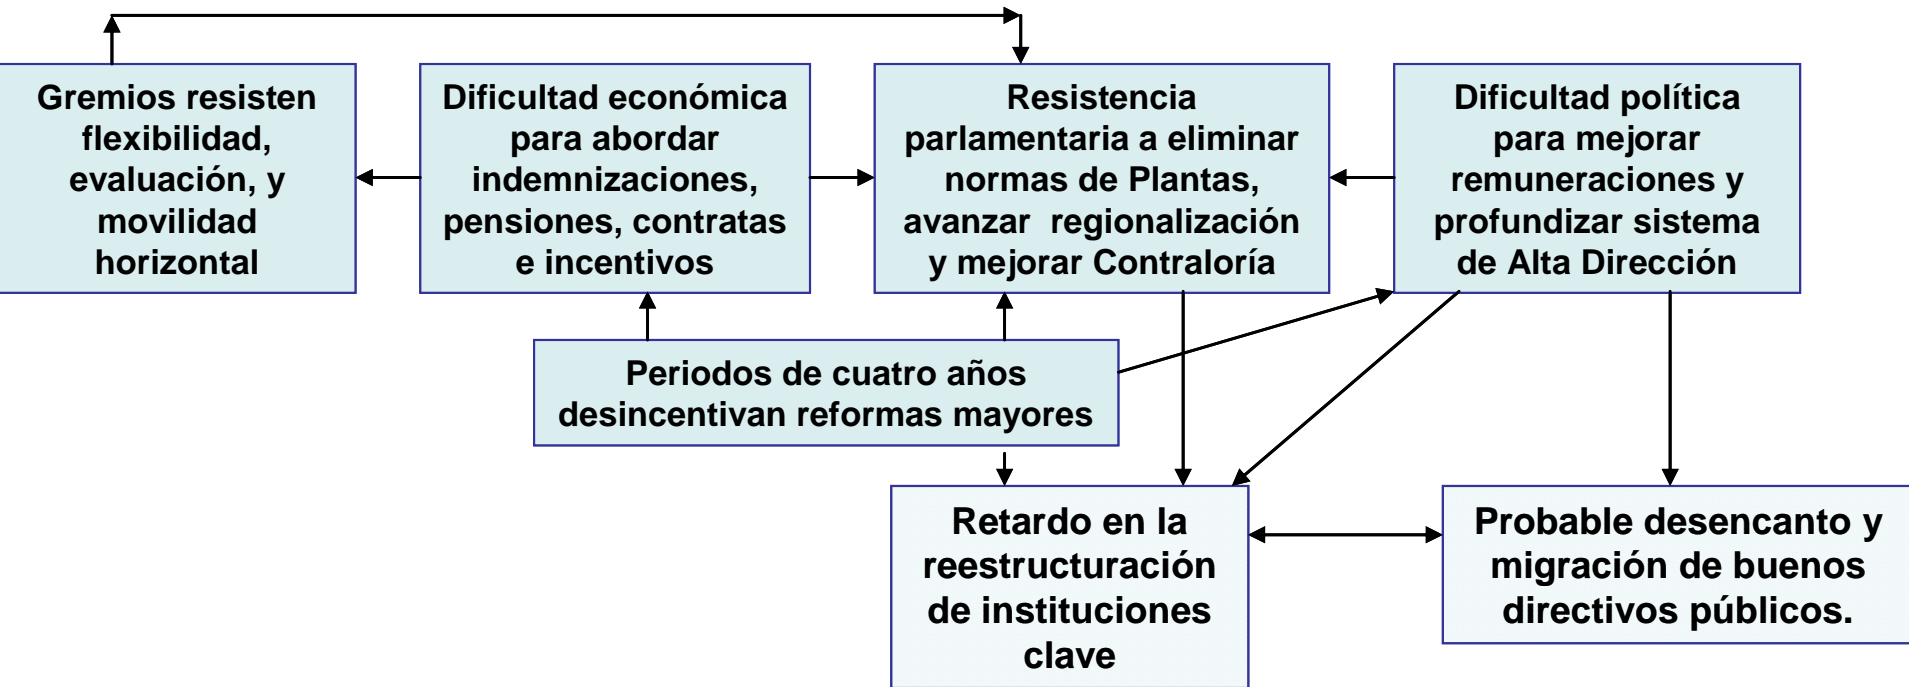 Gremios resisten
flexibilidad,
evaluación, y
movilidad
horizontal
Dificultad económica
para abordar
indemnizaciones,
pensiones, contratas
e incentivos
Resistencia
parlamentaria a eliminar
normas de Plantas,
avanzar regionalización
y mejorar Contraloría
Dificultad política
para mejorar
remuneraciones y
profundizar sistema
de Alta Dirección
Periodos de cuatro años
desincentivan reformas mayores
Retardo en la
reestructuración
de instituciones
clave
Probable desencanto y
migración de buenos
directivos públicos.